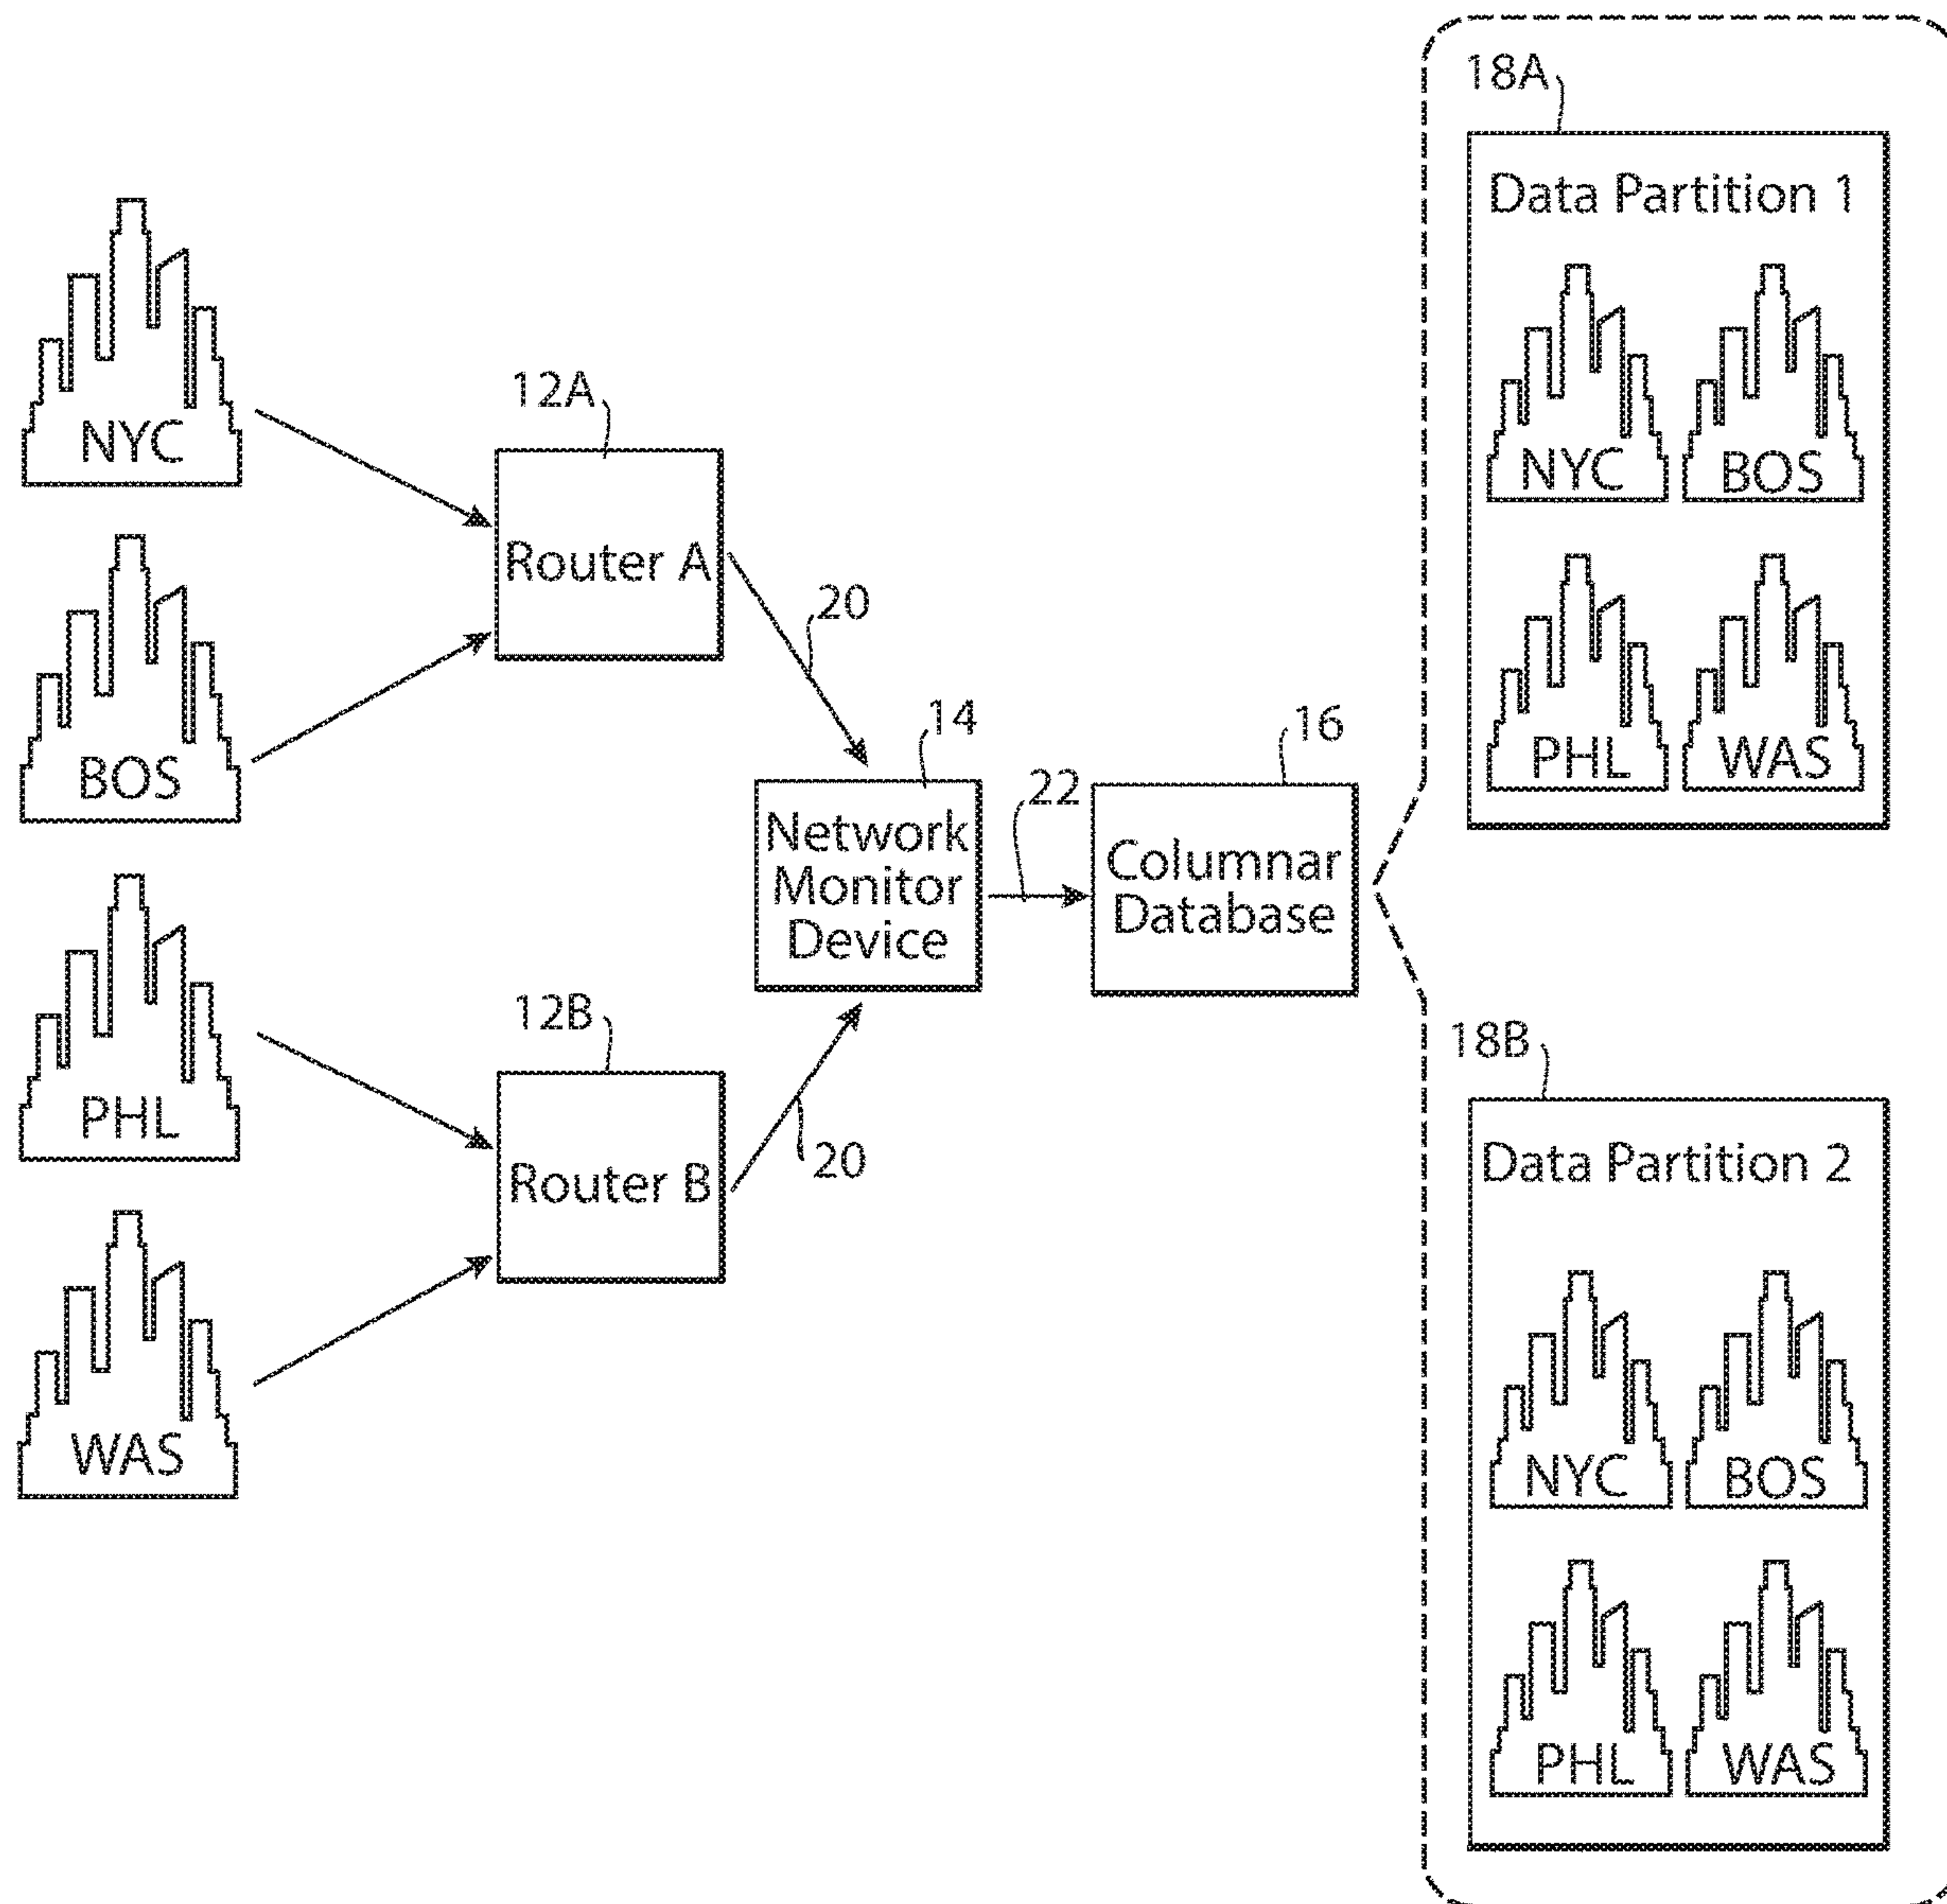 NYC
BOS
PHL
WAS
12A
Router A
20
12B
Router B
20
14
Network
Monitor
Device
22
16
Columnar
Database
18A
Data Partition 1
NYC
BOS
PHL
WAS
18B
Data Partition 2
NYC
BOS
PHL
WAS